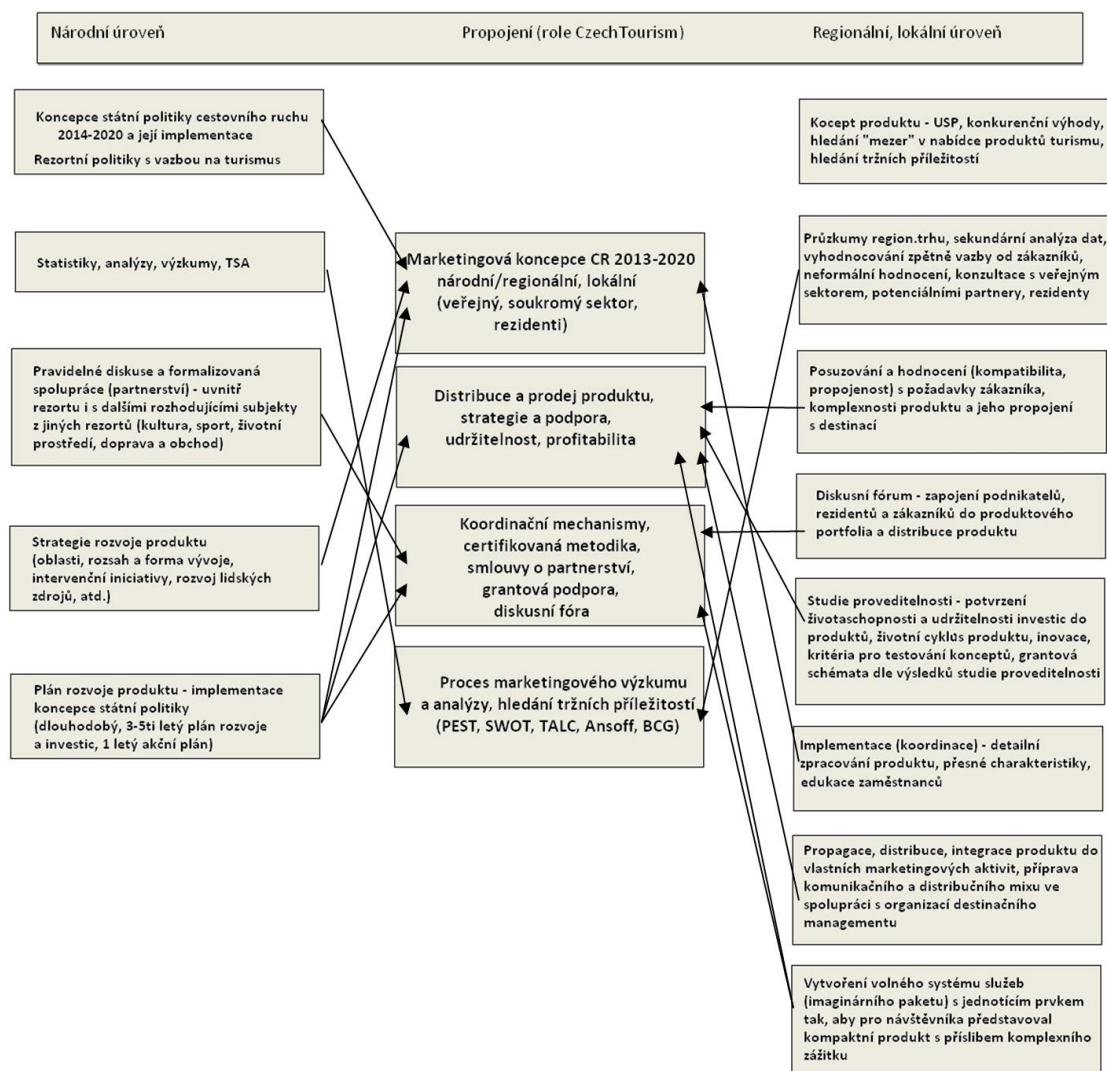 Národní úroveň
Propojení (role CzechTourism)
Regionální, lokální úroveň
Koncepce státní politiky cestovního ruchu
2014-2020 a její implementace
Rezortní politiky s vazbou na turismus
Statistiky, analýzy, výzkumy, TSA
Pravidelné diskuse a formalizovaná
spolupráce (partnerství) - uvnitř
rezortu i s dalšími rozhodujícími subjekty
z jiných rezortů (kultura, sport, životní
prostředí, doprava a obchod)
Strategie rozvoje produktu
(oblasti, rozsah a forma vývoje,
intervenční iniciativy, rozvoj lidských
zdrojů, atd.)
Plán rozvoje produktu - implementace
koncepce státní politiky
(dlouhodobý, 3-5ti letý plán rozvoje
a investic, 1 letý akční plán)
Marketingová koncepce CR 2013-2020
národní/regionální, lokální
(veřejný, soukromý sektor,
rezidenti)
Distribuce a prodej produktu,
strategie a podpora,
udržitelnost, profitabilita
Koordinační mechanismy,
certifikovaná metodika,
smlouvy o partnerství,
grantová podpora,
diskusní fóra
Proces marketingového výzkumu
a analýzy, hledání tržních příležitostí
(PEST, SWOT, TALC, Ansoff, BCG)
Kocept produktu - USP, konkurenční výhody,
hledání "mezer" v nabídce produktů turismu,
hledání tržních příležitostí
Průzkumy region.trhu, sekundární analýza dat,
vyhodnocování zpětně vazby od zákazníků,
neformální hodnocení, konzultace s veřejným
sektorem, potenciálními partnery, rezidenty
Posuzování a hodnocení (kompatibilita,
propojenost) s požadavky zákazníka,
komplexnosti produktu a jeho propojení
s destinací
Diskusní fórum - zapojení podnikatelů,
rezidentů a zákazníků do produktového
portfolia a distribuce produktu
Studie proveditelnosti - potvrzení
životaschopnosti a udržitelnosti investic do
produktů, životní cyklus produktu, inovace,
kritéria pro testování konceptů, grantová
schémata dle výsledků studie proveditelnosti
Implementace (koordinace) - detailní
zpracování produktu, přesné charakteristiky,
edukace zaměstnanců
Propagace, distribuce, integrace produktu do
vlastních marketingových aktivit, příprava
komunikačního a distribučního mixu ve
spolupráci s organizací destinačního
managementu
Vytvoření volného systému služeb
(imaginárního paketu) s jednotícím prvkem
tak, aby pro návštěvníka představoval
kompaktní produkt s příslibem komplexního
zážitku